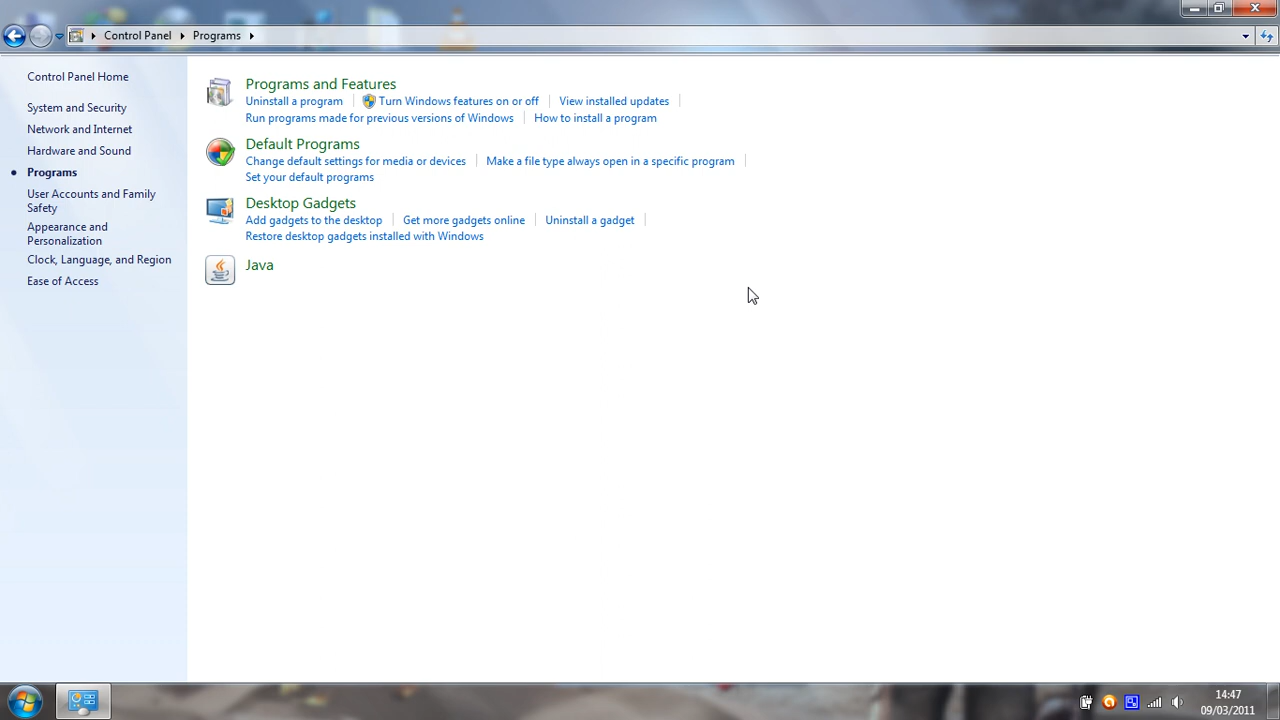 Control Panel Programs
Control Panel Home
System and Security
Network and Internet
Hardware and Sound
Programs
User Accounts and Family
Safety
Appearance and
Personalization
Clock, Language, and Region
Ease of Access
Programs and Features
Uninstall a program Turn Windows features on or off View installed updates
Run programs made for previous versions of Windows How to install a program
Default Programs
Change default settings for media or devices Make a file type always open in a specific program
Set your default programs
Desktop Gadgets
Add gadgets to the desktop Get more gadgets online Uninstall a gadget
Restore desktop gadgets installed with Windows
Java
14:47
09/03/2011